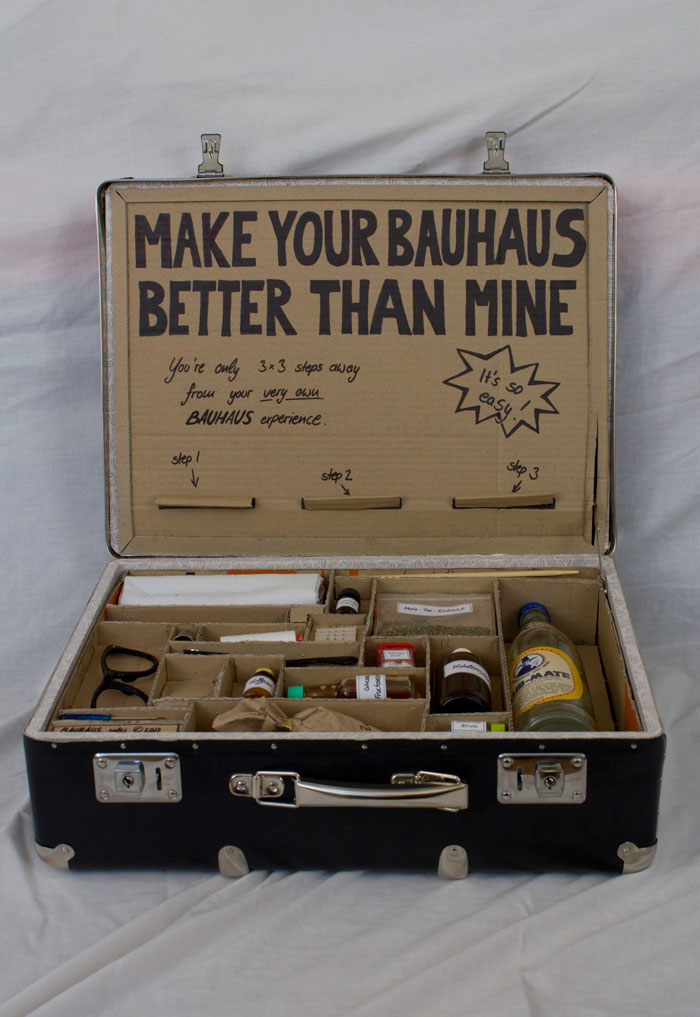 MAKE YOUR BAUHAUS
BETTER THAN MINE
You're only 3×3 steps away
from your very own
BAUHAUS experience.
It's so
easy!
step 1
step 2
step 3
-MATE